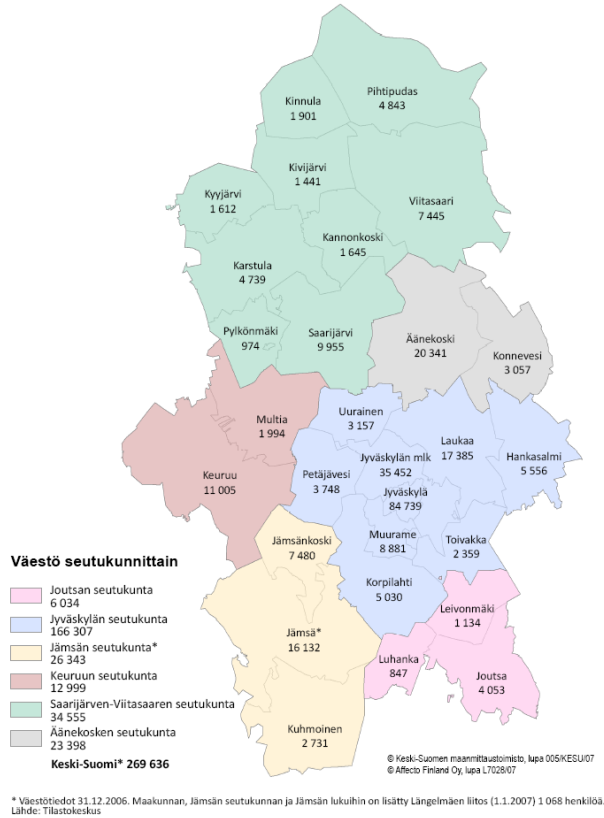 Pihtipudas
4 843
Kinnula
1 901
Kivijärvi
1 441
Kyyjärvi
1 612
Viitasaari
7 445
Kannonkoski
1 645
Karstula
4 739
Pylkönmäki
974
Saarijärvi
9 955
Äänekoski
20 341
Konnevesi
3 057
Multia
1 994
Uurainen
3 157
Laukaa
17 385
Hankasalmi
5 556
Keuruu
11 005
Petäjävesi
3 748
Jyväskylän mlk
35 452
Jyväskylä
84 739
Jämsänkoski
7 480
Muurame
8 881
Toivakka
2 359
Korpilahti
5 030
Leivonmäki
1 134
Jämsä*
16 132
Luhanka
847
Joutsa
4 053
Kuhmoinen
2 731
Väestö seutukunnittain
Joutsan seutukunta
6 034
Jyväskylän seutukunta
166 307
Jämsän seutukunta*
26 343
Keuruun seutukunta
12 999
Saarijärven-Viitasaaren seutukunta
34 555
Äänekosken seutukunta
23 398
Keski-Suomi* 269 636
© Keski-Suomen maanmittaustoimisto, lupa 005/KESU/07
© Affecto Finland Oy, lupa L7028/07
* Väestötiedot 31.12.2006. Maakunnan, Jämsän seutukunnan ja Jämsän lukuihin on lisätty Längelmäen liitos (1.1.2007) 1 068 henkilöä.
Lähde: Tilastokeskus